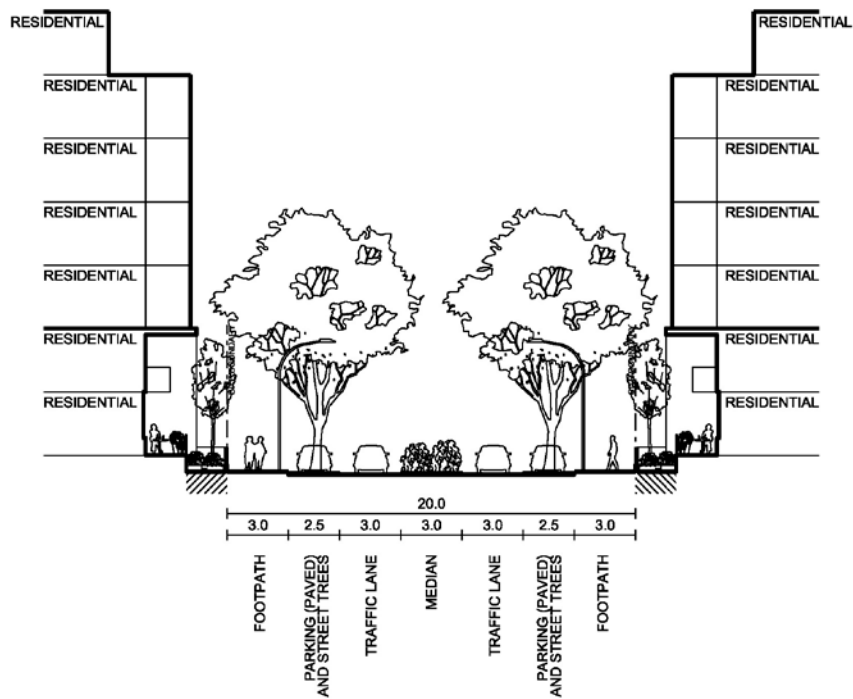 RESIDENTIAL
RESIDENTIAL
RESIDENTIAL
RESIDENTIAL
RESIDENTIAL
RESIDENTIAL
RESIDENTIAL
RESIDENTIAL
RESIDENTIAL
RESIDENTIAL
RESIDENTIAL
RESIDENTIAL
RESIDENTIAL
RESIDENTIAL
20.0
3.0 2.5 3.0 3.0 3.0 2.5 3.0
FOOTPATH
PARKING (PAVED)
AND STREET TREES
TRAFFIC LANE
MEDIAN
TRAFFIC LANE
PARKING (PAVED)
AND STREET TREES
FOOTPATH